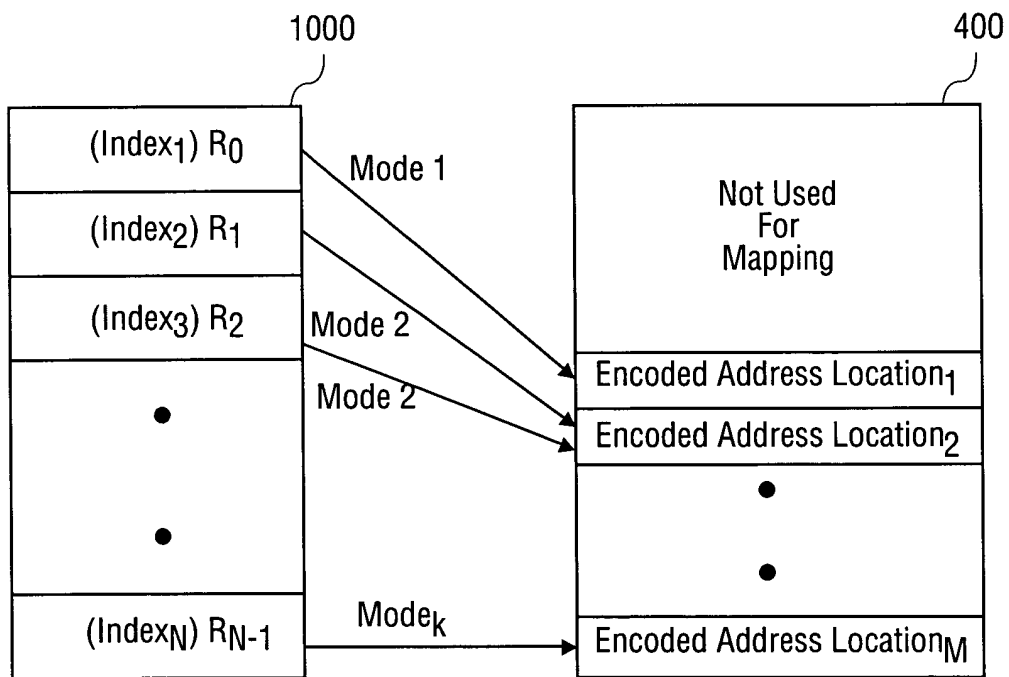 1000
400
(Index1) R0
(Index2) R1
(Index3) R2
(IndexN) RN-1
Mode 1
Mode 2
Mode 2
Modek
Not Used
For
Mapping
Encoded Address Location1
Encoded Address Location2
Encoded Address LocationM